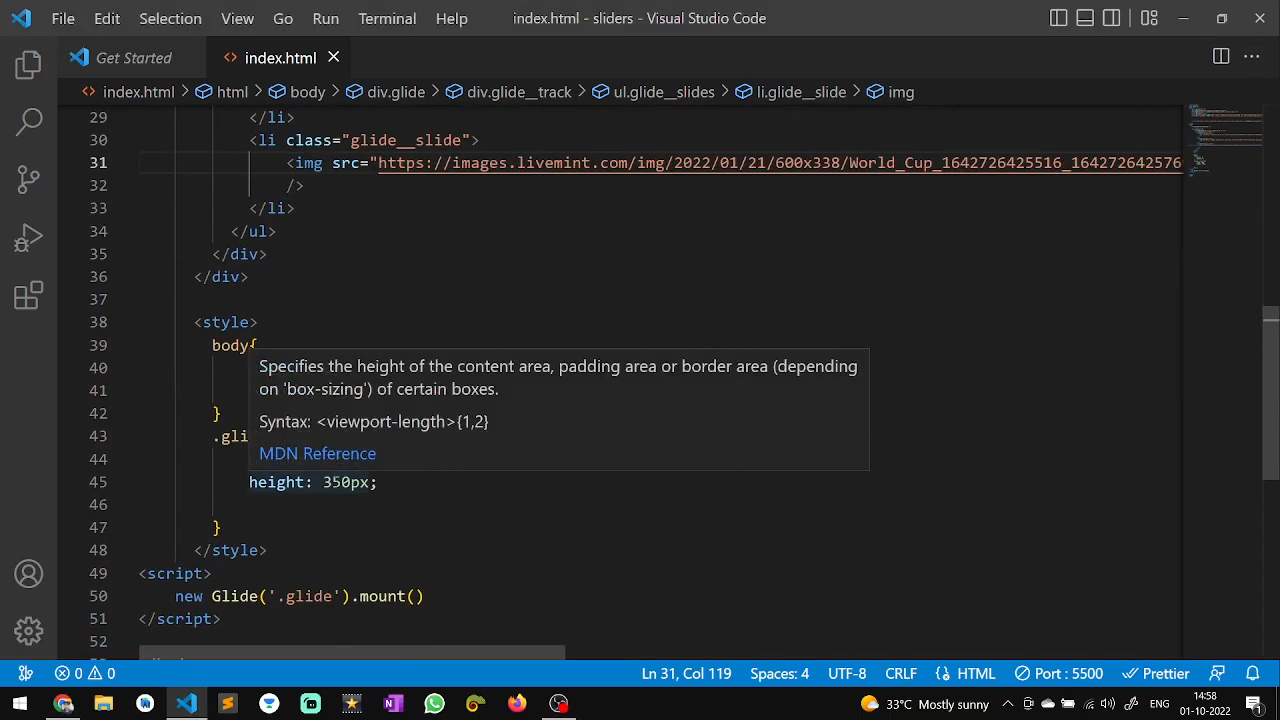 File Edit Selection View Go Run Terminal Help index.html - sliders - Visual Studio Code
Get Started index.html
index.html > html > body > div.glide > div.glide__track > ul.glide__slides > li.glide__slide > img
29 </li>
30 <li class="glide__slide">
31 <img src="https://images.livemint.com/img/2022/01/21/600x338/World_Cup_1642726425516_164272642576
32 />
33 </li>
34 </ul>
35 </div>
36 </div>
37
38 <style>
39 body{
40
41
42 }
43 .gli
44
45 height: 350px;
46
47 }
48 </style>
49 <script>
50 new Glide('.glide').mount()
51 </script>
52
Specifies the height of the content area, padding area or border area (depending
on 'box-sizing') of certain boxes.
Syntax: <viewport-length>{1,2}
MDN Reference
0 0 Ln 31, Col 119 Spaces: 4 UTF-8 CRLF {} HTML Port : 5500 Prettier
33°C Mostly sunny ENG 14:58
01-10-2022